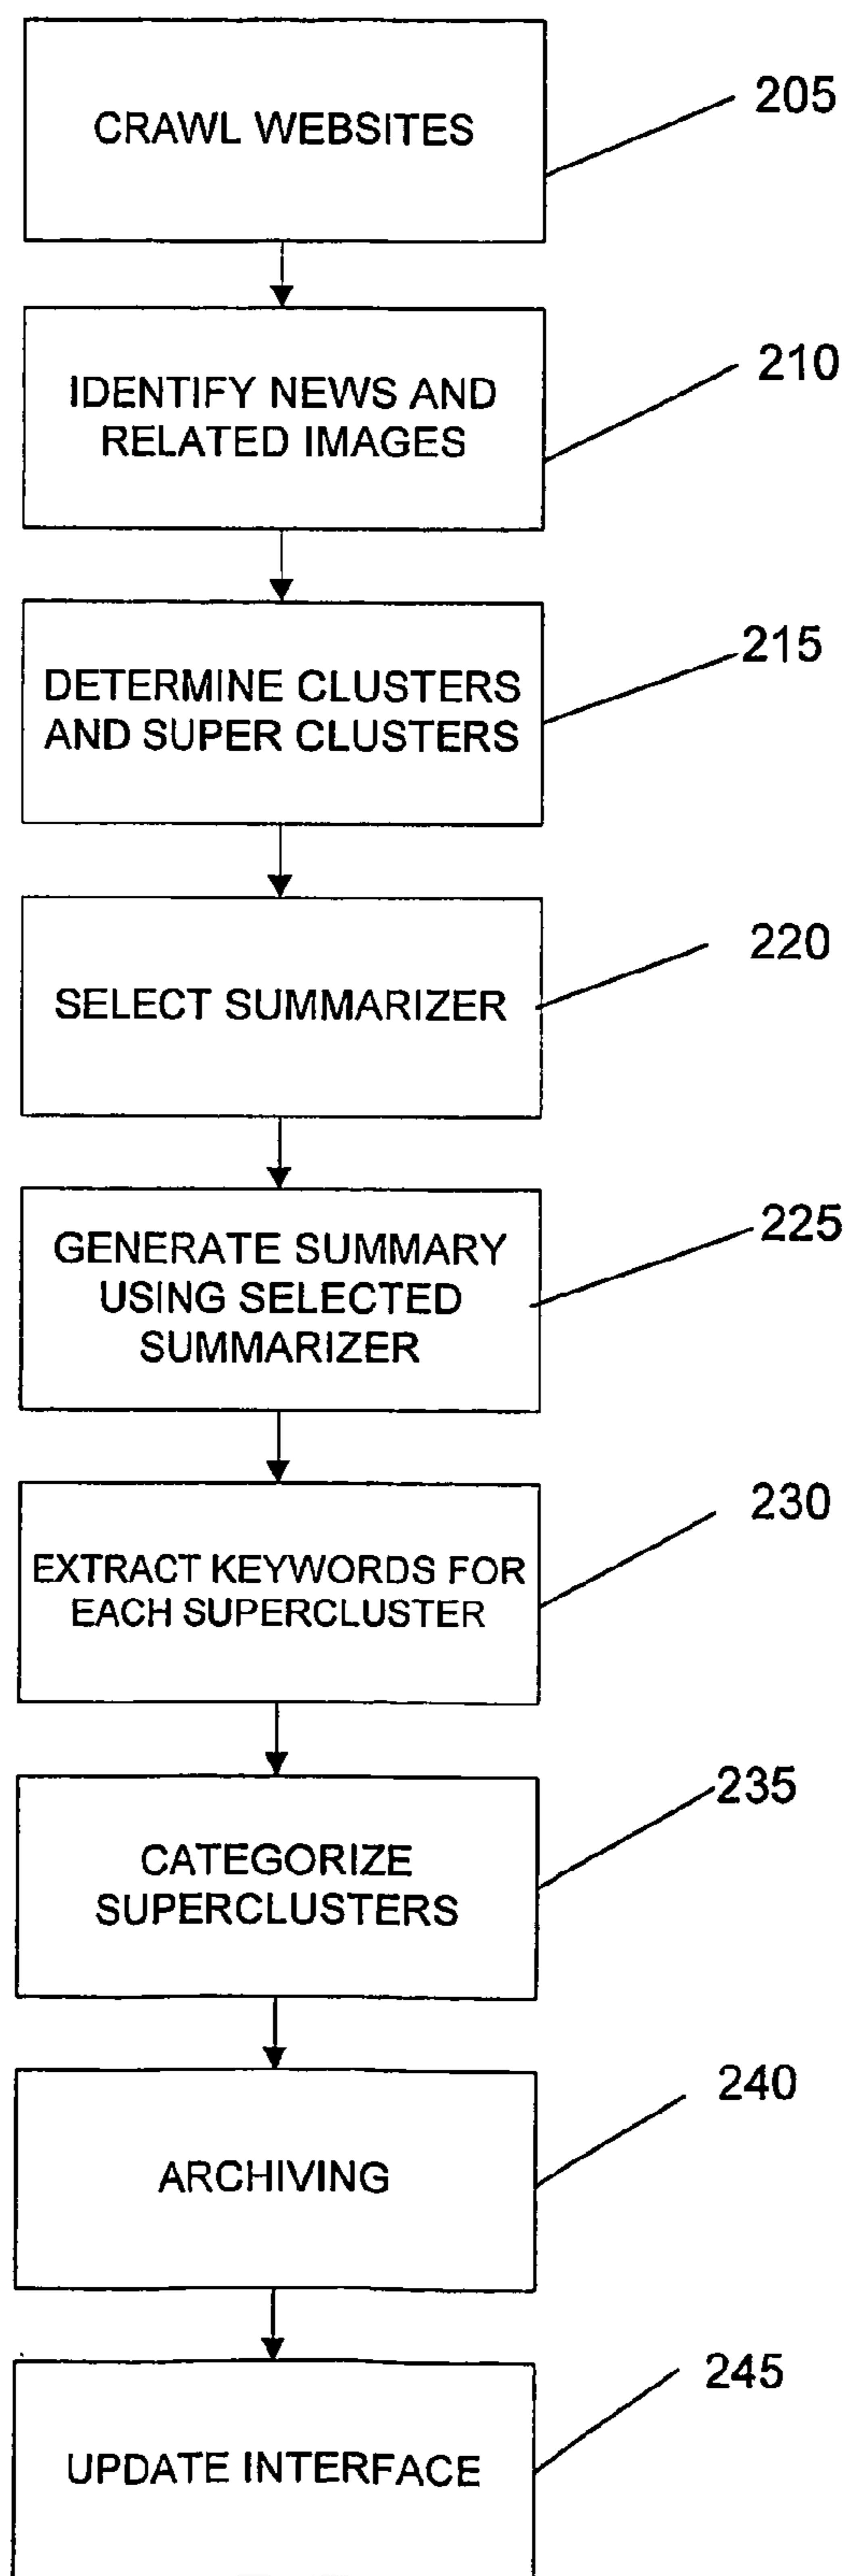 CRAWL WEBSITES
205
IDENTIFY NEWS AND
RELATED IMAGES
210
DETERMINE CLUSTERS
AND SUPER CLUSTERS
215
SELECT SUMMARIZER
220
GENERATE SUMMARY
USING SELECTED
SUMMARIZER
225
EXTRACT KEYWORDS FOR
EACH SUPERCLUSTER
230
CATEGORIZE
SUPERCLUSTERS
235
ARCHIVING
240
UPDATE INTERFACE
245